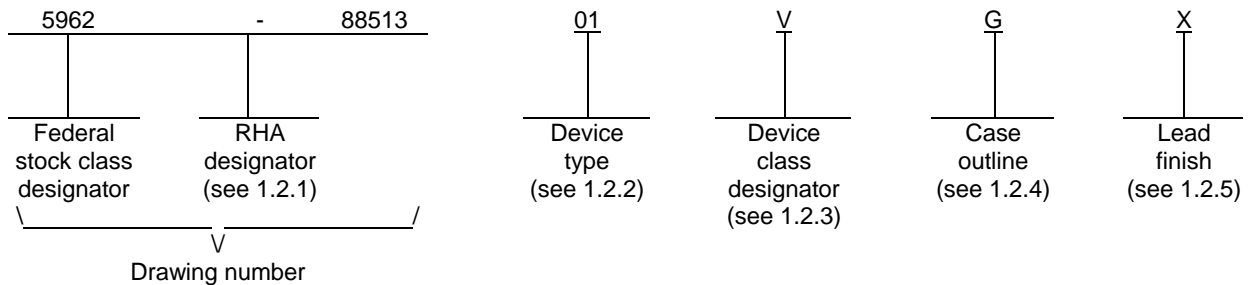 5962 - 88513 01 V G X
Federal stock class designator
RHA designator (see 1.2.1)
Device type (see 1.2.2)
Device class designator (see 1.2.3)
Case outline (see 1.2.4)
Lead finish (see 1.2.5)
Drawing number